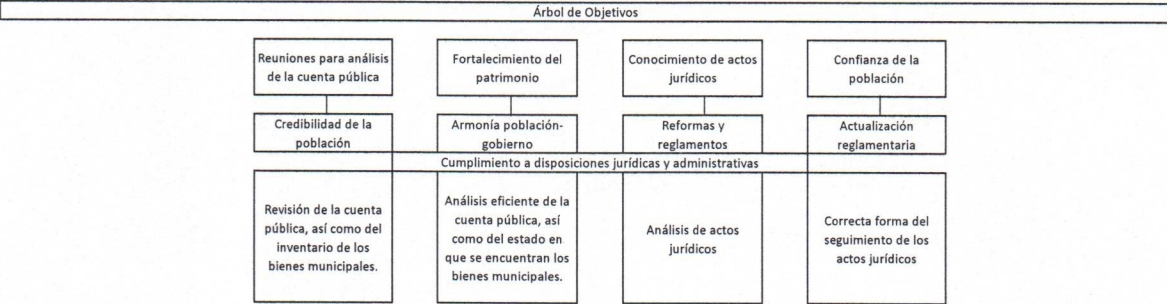 Árbol de Objetivos
Reuniones para análisis
de la cuenta pública
Fortalecimiento del
patrimonio
Conocimiento de actos
jurídicos
Confianza de la
población
Credibilidad de la
población
Armonía población-
gobierno
Reformas y
reglamentos
Actualización
reglamentaria
Cumplimiento a disposiciones jurídicas y administrativas
Revisión de la cuenta
pública, así como del
inventario de los
bienes municipales.
Análisis eficiente de la
cuenta pública, así
como del estado en
que se encuentran los
bienes municipales.
Análisis de actos
jurídicos
Correcta forma del
seguimiento de los
actos jurídicos